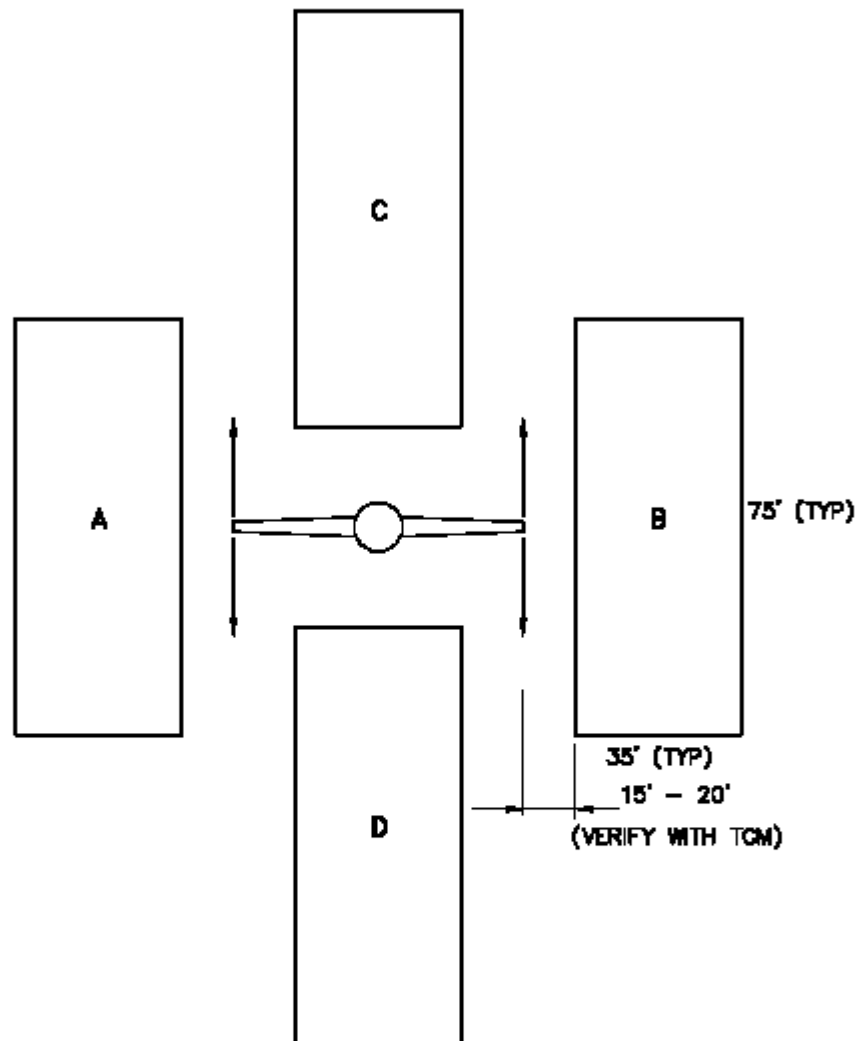 C
A
B
75' (TYP)
35' (TYP)
15' - 20'
(VERIFY WITH TCM)
D